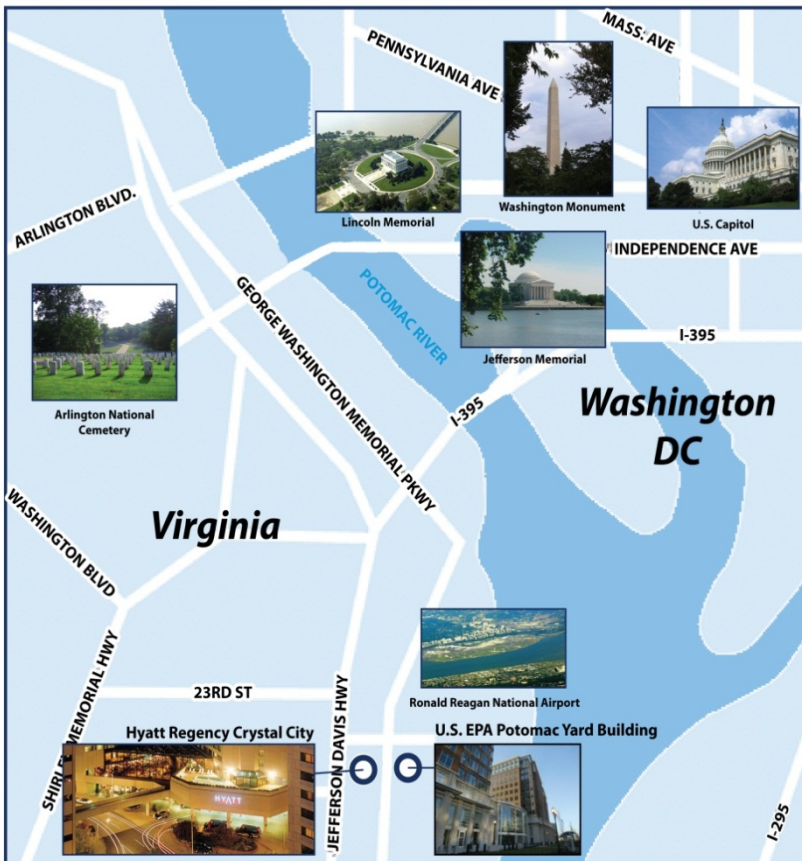 MASS. AVE
PENNSYLVANIA AVE
Lincoln Memorial
Washington Monument
U.S. Capitol
ARLINGTON BLVD.
INDEPENDENCE AVE
GEORGE WASHINGTON MEMORIAL PKWY
POTOMAC RIVER
Jefferson Memorial
I-395
Arlington National
Cemetery
I-395
Washington
DC
WASHINGTON BLVD
Virginia
23RD ST
Ronald Reagan National Airport
SHIRLEY MEMORIAL HWY
JEFFERSON DAVIS HWY
Hyatt Regency Crystal City
U.S. EPA Potomac Yard Building
HYATT
I-295